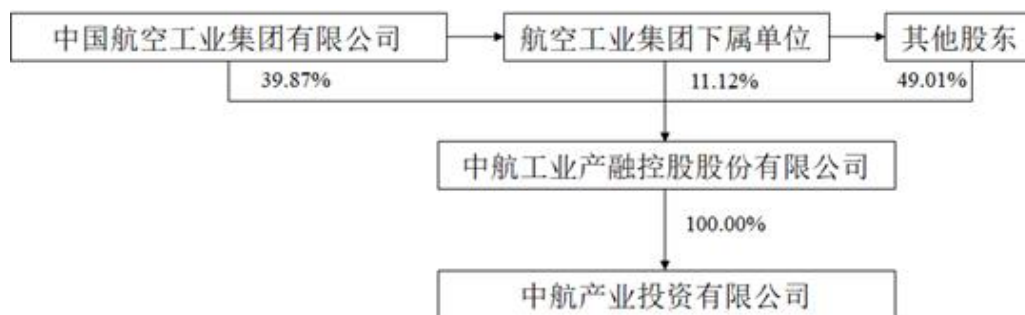 中国航空工业集团有限公司
航空工业集团下属单位
其他股东
39.87%
11.12%
49.01%
中航工业产融控股股份有限公司
100.00%
中航产业投资有限公司